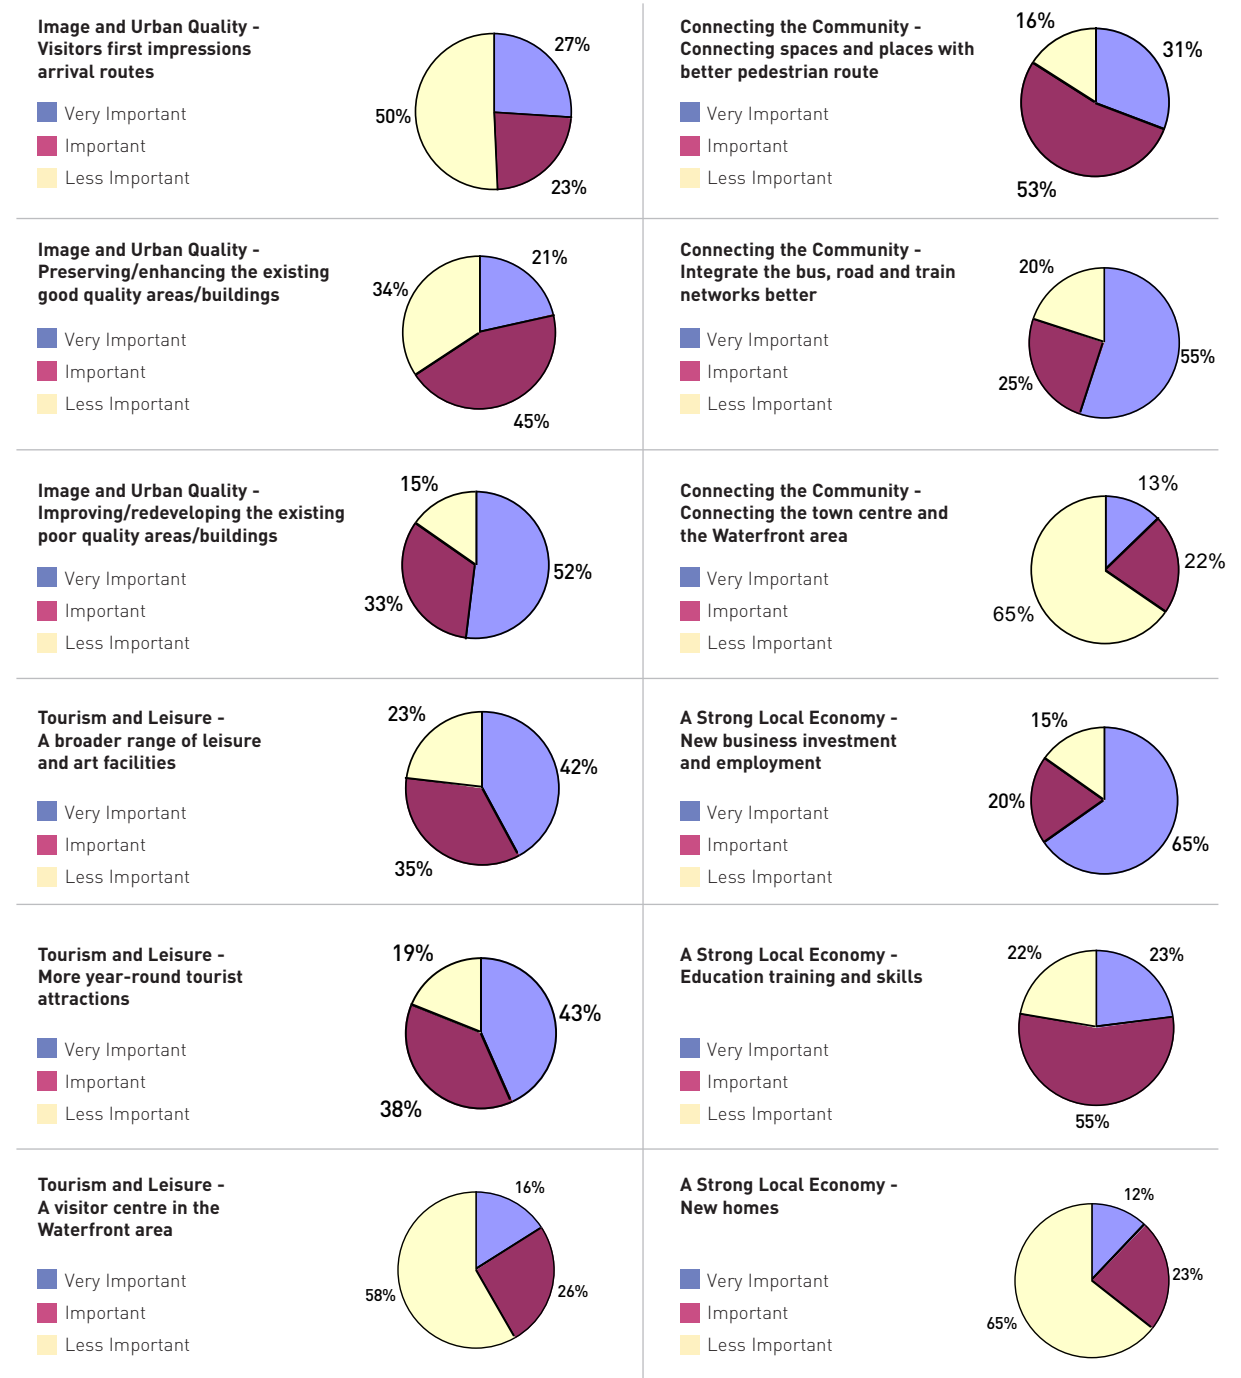 Image and Urban Quality -
Visitors first impressions
arrival routes
Very Important
Important
Less Important
27%
50%
23%
Connecting the Community -
Connecting spaces and places with
better pedestrian route
Very Important
Important
Less Important
16%
31%
53%
Image and Urban Quality -
Preserving/enhancing the existing
good quality areas/buildings
Very Important
Important
Less Important
21%
34%
45%
Connecting the Community -
Integrate the bus, road and train
networks better
Very Important
Important
Less Important
20%
55%
25%
Image and Urban Quality -
Improving/redeveloping the existing
poor quality areas/buildings
Very Important
Important
Less Important
15%
52%
33%
Connecting the Community -
Connecting the town centre and
the Waterfront area
Very Important
Important
Less Important
13%
22%
65%
Tourism and Leisure -
A broader range of leisure
and art facilities
Very Important
Important
Less Important
23%
42%
35%
A Strong Local Economy -
New business investment
and employment
Very Important
Important
Less Important
15%
20%
65%
Tourism and Leisure -
More year-round tourist
attractions
Very Important
Important
Less Important
19%
43%
38%
A Strong Local Economy -
Education training and skills
Very Important
Important
Less Important
22%
23%
55%
Tourism and Leisure -
A visitor centre in the
Waterfront area
Very Important
Important
Less Important
16%
26%
58%
A Strong Local Economy -
New homes
Very Important
Important
Less Important
12%
23%
65%